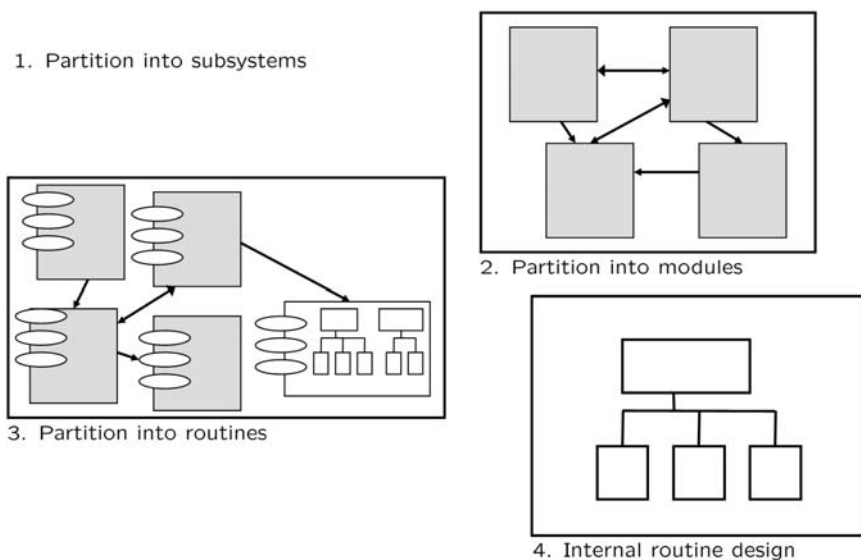 1. Partition into subsystems
2. Partition into modules
3. Partition into routines
4. Internal routine design